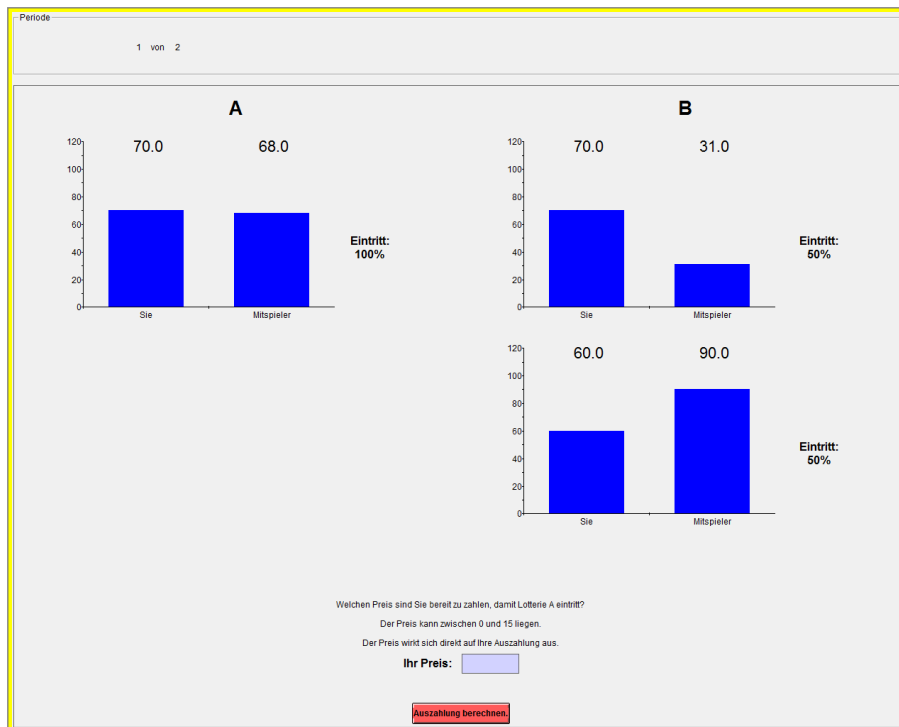 Periode
1 von 2
A
70.0 68.0
120
100
80
60
40
20
0
Sie Mitspieler
Eintritt:
100%
B
70.0 31.0
120
100
80
60
40
20
0
Sie Mitspieler
Eintritt:
50%
60.0 90.0
120
100
80
60
40
20
0
Sie Mitspieler
Eintritt:
50%
Welchen Preis sind Sie bereit zu zahlen, damit Lotterie A eintritt?
Der Preis kann zwischen 0 und 15 liegen.
Der Preis wirkt sich direkt auf Ihre Auszahlung aus.
Ihr Preis:
Auszahlung berechnen.